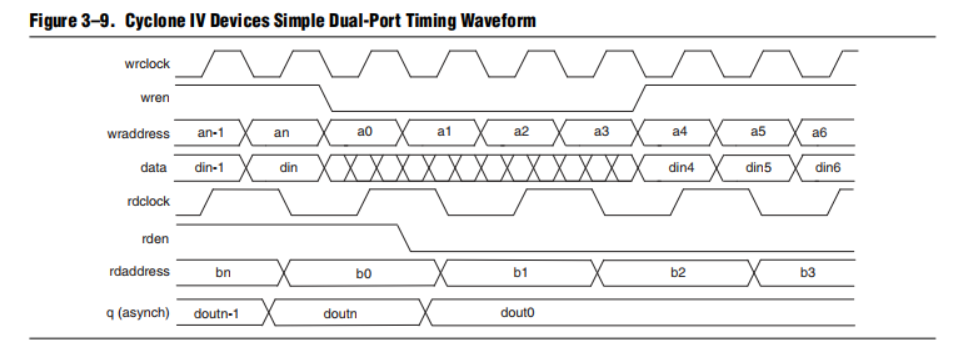 Figure 3–9. Cyclone IV Devices Simple Dual-Port Timing Waveform
wrclock
wren
wraddress an-1 an a0 a1 a2 a3 a4 a5 a6
data din-1 din din4 din5 din6
rdclock
rden
rdaddress bn b0 b1 b2 b3
q (asynch) doutn-1 doutn dout0